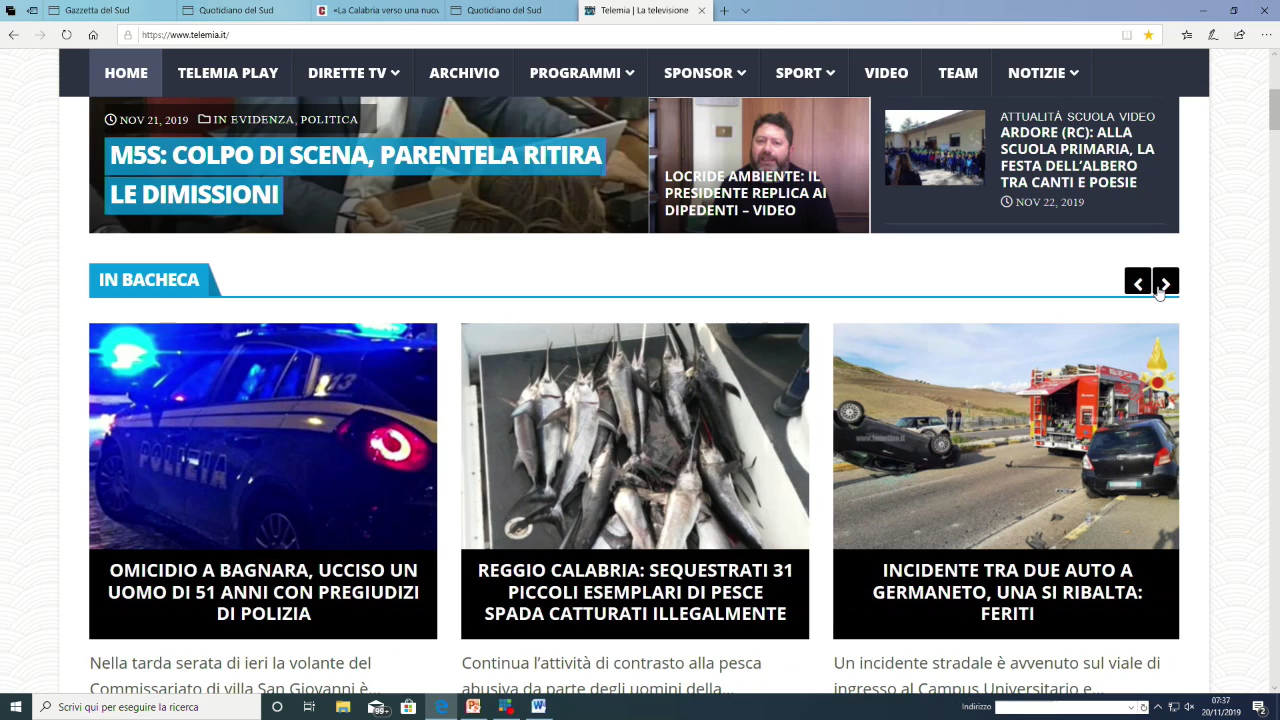 Gazzetta del Sud
Dati del Sud
«La Calabria verso una nuov
Gazzetta del Sud
Telemia | La televisione
https://www.telemia.it/
HOME TELEMIA PLAY DIRETTE TV ARCHIVIO PROGRAMMI SPONSOR SPORT VIDEO TEAM NOTIZIE
NOV 21, 2019 IN EVIDENZA, POLITICA
M5S: COLPO DI SCENA, PARENTELA RITIRA
LE DIMISSIONI
LOCRIDE AMBIENTE: IL
PRESIDENTE REPLICA AI
DIPEDENTI – VIDEO
ATTUALITÀ SCUOLA VIDEO
ARDORE (RC): ALLA
SCUOLA PRIMARIA, LA
FESTA DELL’ALBERO
TRA CANTI E POESIE
NOV 22, 2019
IN BACHECA
POLIZIA
OMICIDIO A BAGNARA, UCCISO UN
UOMO DI 51 ANNI CON PREGIUDIZI
DI POLIZIA
Nella tarda serata di ieri la volante del
Commissariato di villa San Giovanni è...
REGGIO CALABRIA: SEQUESTRATI 31
PICCOLI ESEMPLARI DI PESCE
SPADA CATTURATI ILLEGALMENTE
Continua l’attività di contrasto alla pesca
abusiva da parte degli uomini della...
INCIDENTE TRA DUE AUTO A
GERMANETO, UNA SI RIBALTA:
FERITI
Un incidente stradale è avvenuto sul viale di
ingresso al Campus Universitario e...
Scrivi qui per eseguire la ricerca
99+
Indirizzo
07:37
20/11/2019
2